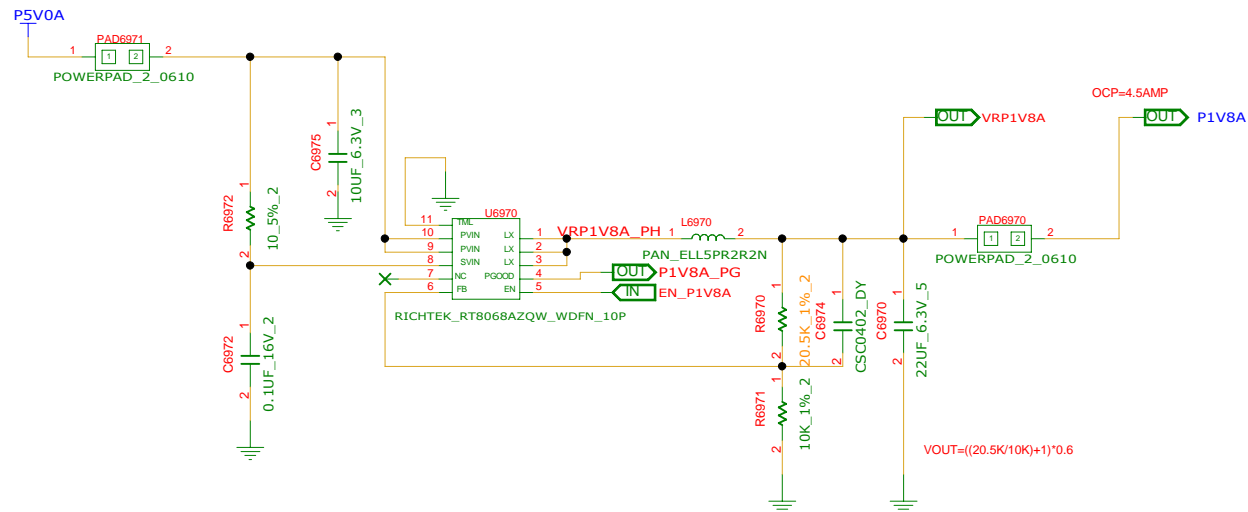 P5V0A
PAD6971
1 1 2 2
POWERPAD_2_0610
OCP=4.5AMP
OUT VRP1V8A
OUT P1V8A
1
C6975
10UF_6.3V_3
2
1
R6972
10_5%_2
2
U6970
11 TML
10 PVIN LX 1
9 PVIN LX 2
8 SVIN LX 3
7 NC PGOOD 4
6 FB EN 5
RICHTEK_RT8068AZQW_WDFN_10P
VRP1V8A_PH
L6970
1 2
PAN_ELL5PR2R2N
OUT P1V8A_PG
IN EN_P1V8A
PAD6970
1 1 2 2
POWERPAD_2_0610
1
R6970
20.5K_1%_2
2
1
C6974
CSC0402_DY
2
1
C6970
22UF_6.3V_5
2
1
C6972
0.1UF_16V_2
2
1
R6971
10K_1%_2
2
VOUT=((20.5K/10K)+1)*0.6